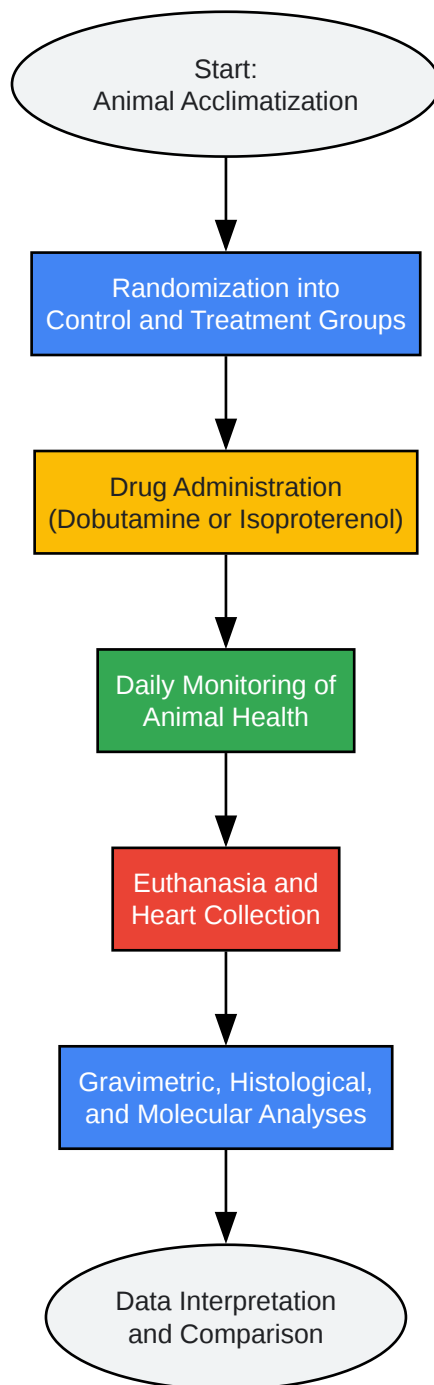 Start:
Animal Acclimatization
Randomization into
Control and Treatment Groups
Drug Administration
(Dobutamine or Isoproterenol)
Daily Monitoring of
Animal Health
Euthanasia and
Heart Collection
Gravimetric, Histological,
and Molecular Analyses
Data Interpretation
and Comparison